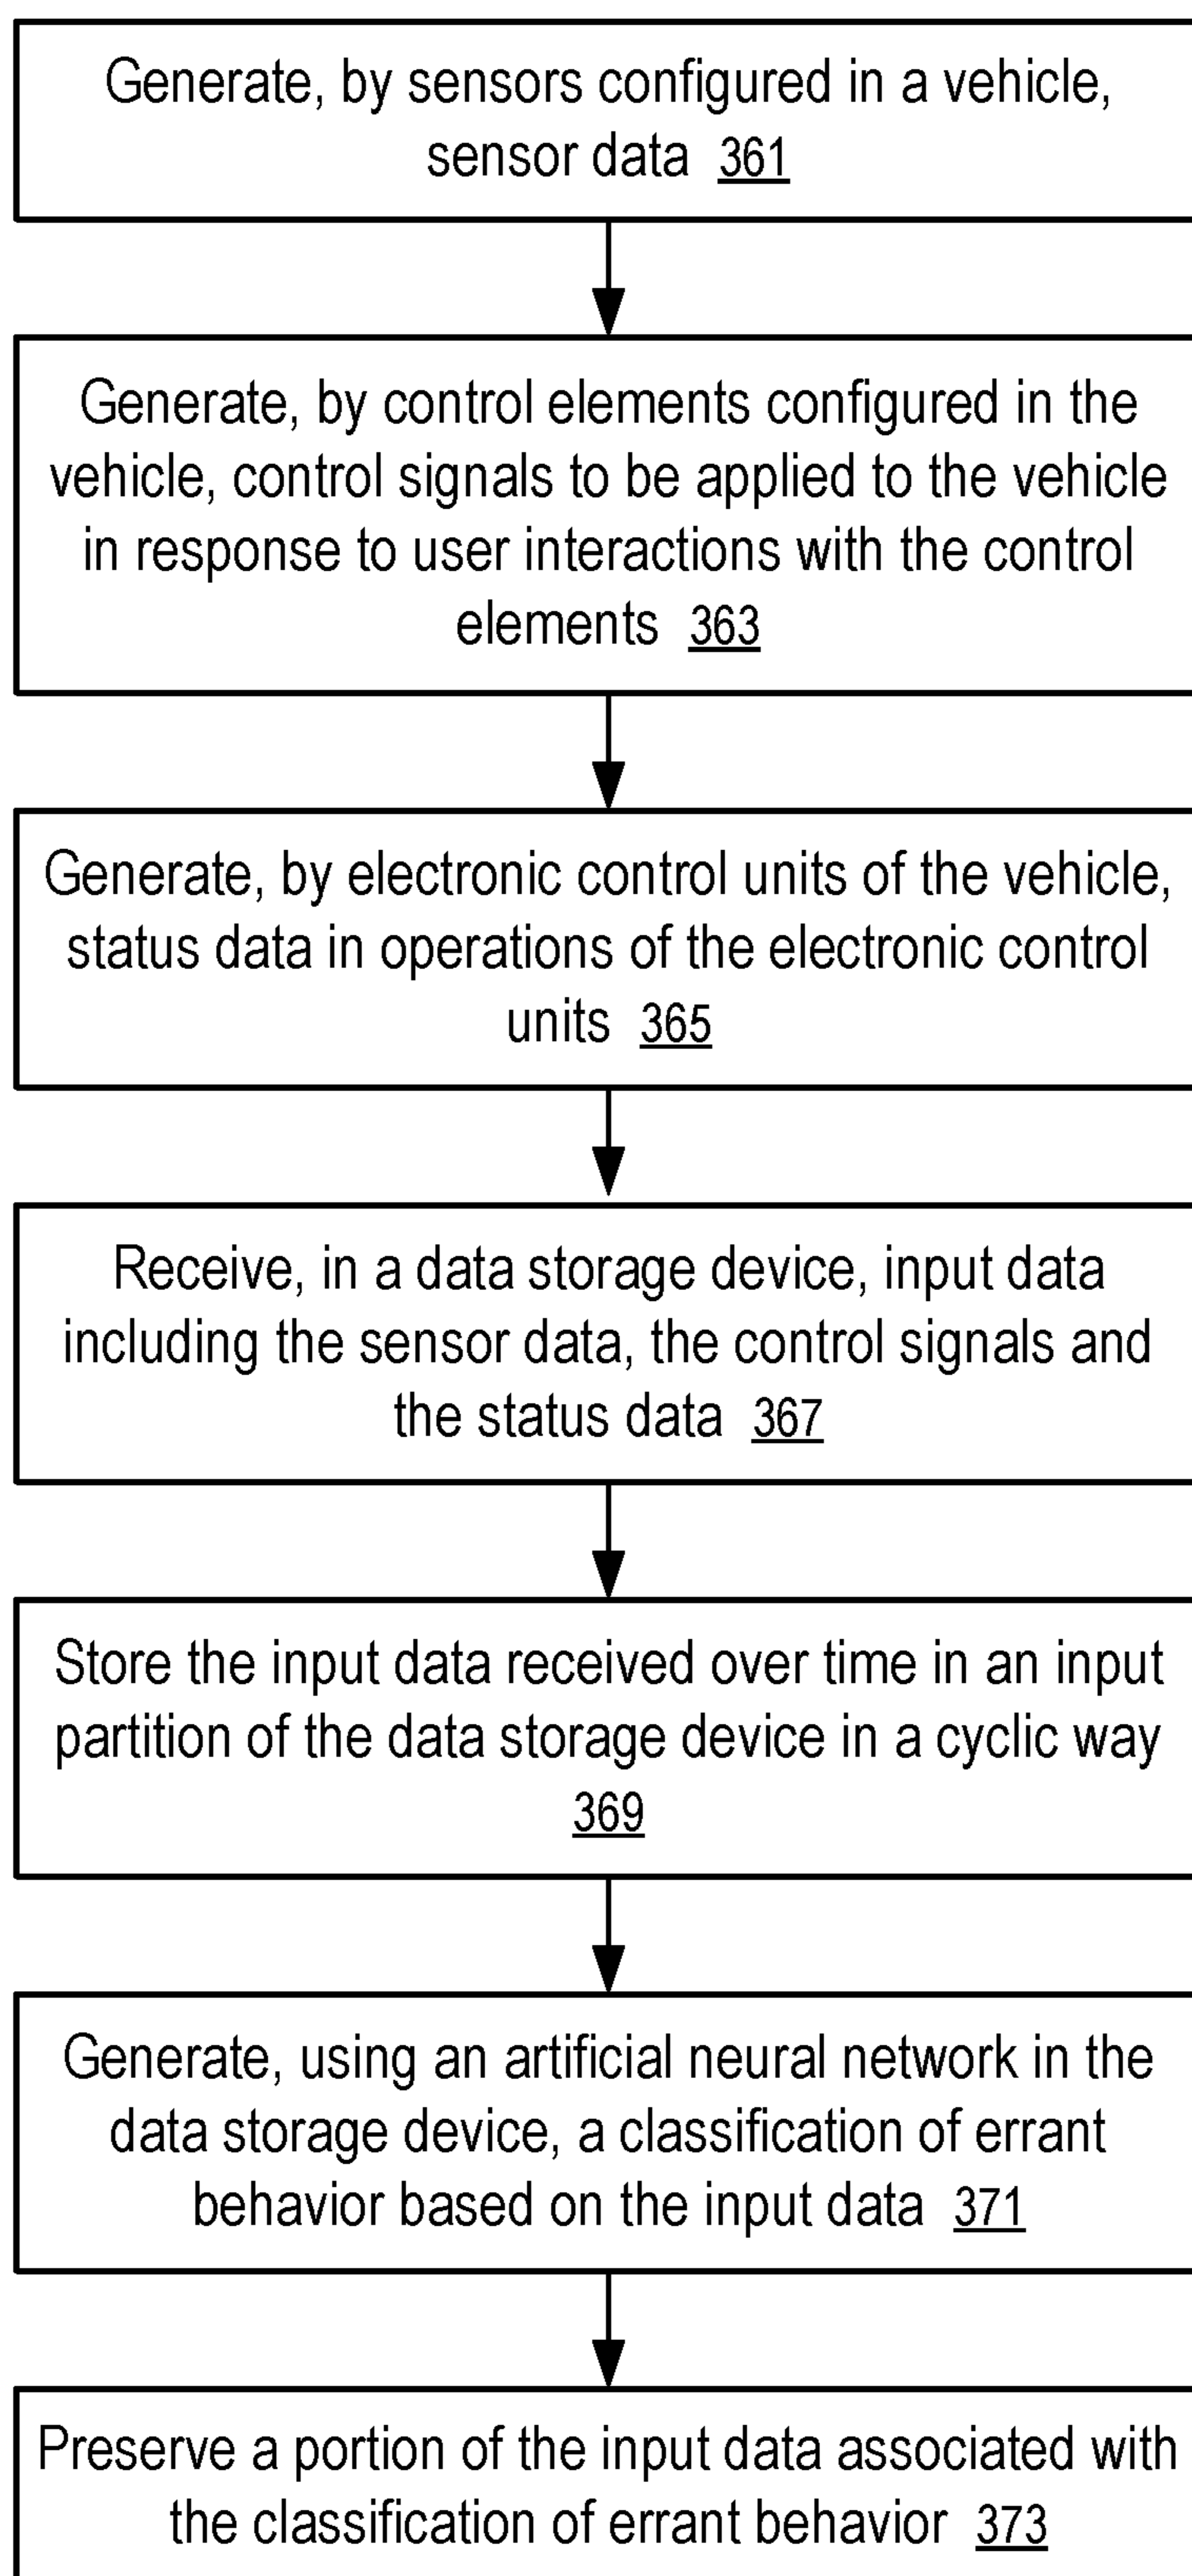 Generate, by sensors configured in a vehicle,
sensor data 361
Generate, by control elements configured in the
vehicle, control signals to be applied to the vehicle
in response to user interactions with the control
elements 363
Generate, by electronic control units of the vehicle,
status data in operations of the electronic control
units 365
Receive, in a data storage device, input data
including the sensor data, the control signals and
the status data 367
Store the input data received over time in an input
partition of the data storage device in a cyclic way
369
Generate, using an artificial neural network in the
data storage device, a classification of errant
behavior based on the input data 371
Preserve a portion of the input data associated with
the classification of errant behavior 373